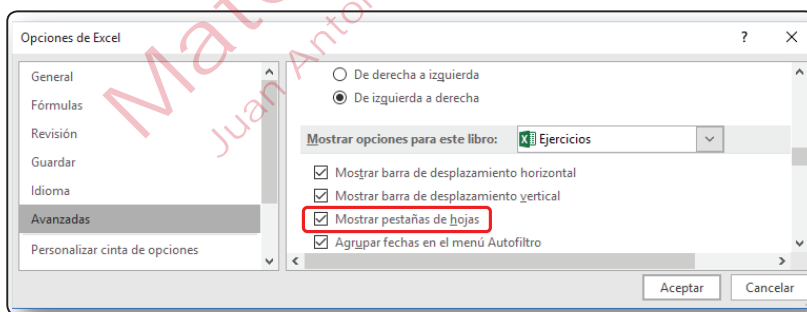 Opciones de Excel
?
General
Fórmulas
Revisión
Guardar
Idioma
Avanzadas
Personalizar cinta de opciones
De derecha a izquierda
De izquierda a derecha
Mostrar opciones para este libro: Ejercicios
Mostrar barra de desplazamiento horizontal
Mostrar barra de desplazamiento vertical
Mostrar pestañas de hojas
Agrupar fechas en el menú Autofiltro
Aceptar Cancelar
Juan